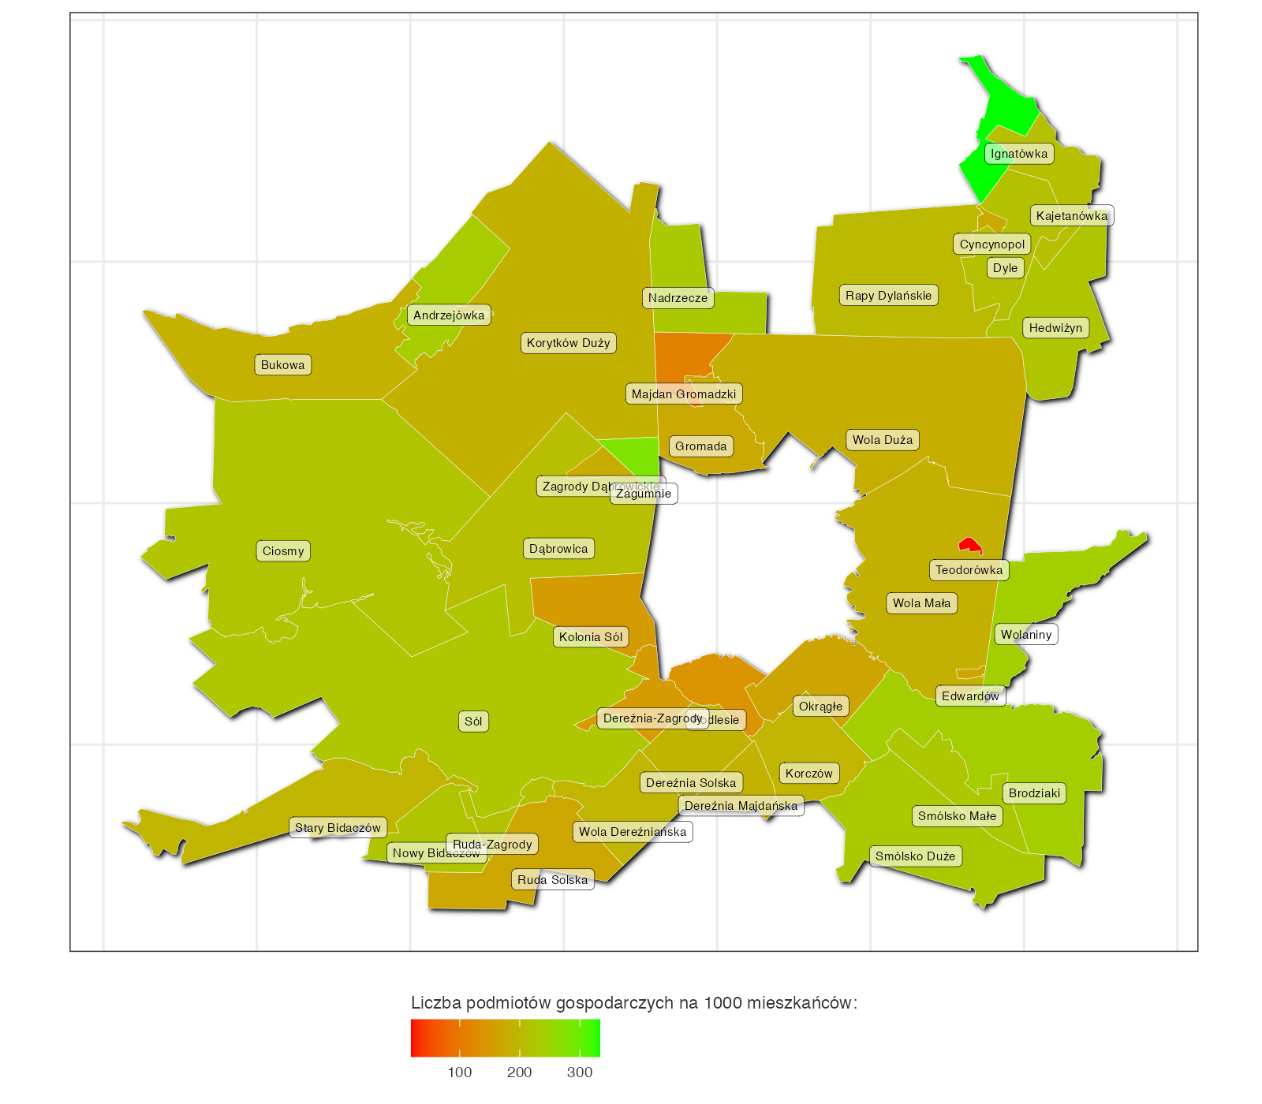 Ignatówka
Kajetanówka
Cyncynopol
Dyle
Rapy Dylańskie
Nadrzecze
Andrzejówka
Hedwiżyn
Korytków Duży
Bukowa
Majdan Gromadzki
Wola Duża
Gromada
Zagrody Dąbrowickie
Zagumnie
Dąbrowica
Ciosmy
Teodorówka
Wola Mała
Wolaniny
Kolonia Sól
Edwardów
Okrągłe
Dereźnia-Zagrody
Podlesie
Sól
Korczów
Dereźnia Solska
Brodziaki
Dereźnia Majdańska
Smólsko Małe
Stary Bidaczów
Wola Dereźniańska
Ruda-Zagrody
Nowy Bidaczów
Smólsko Duże
Ruda Solska
Liczba podmiotów gospodarczych na 1000 mieszkańców:
100 200 300